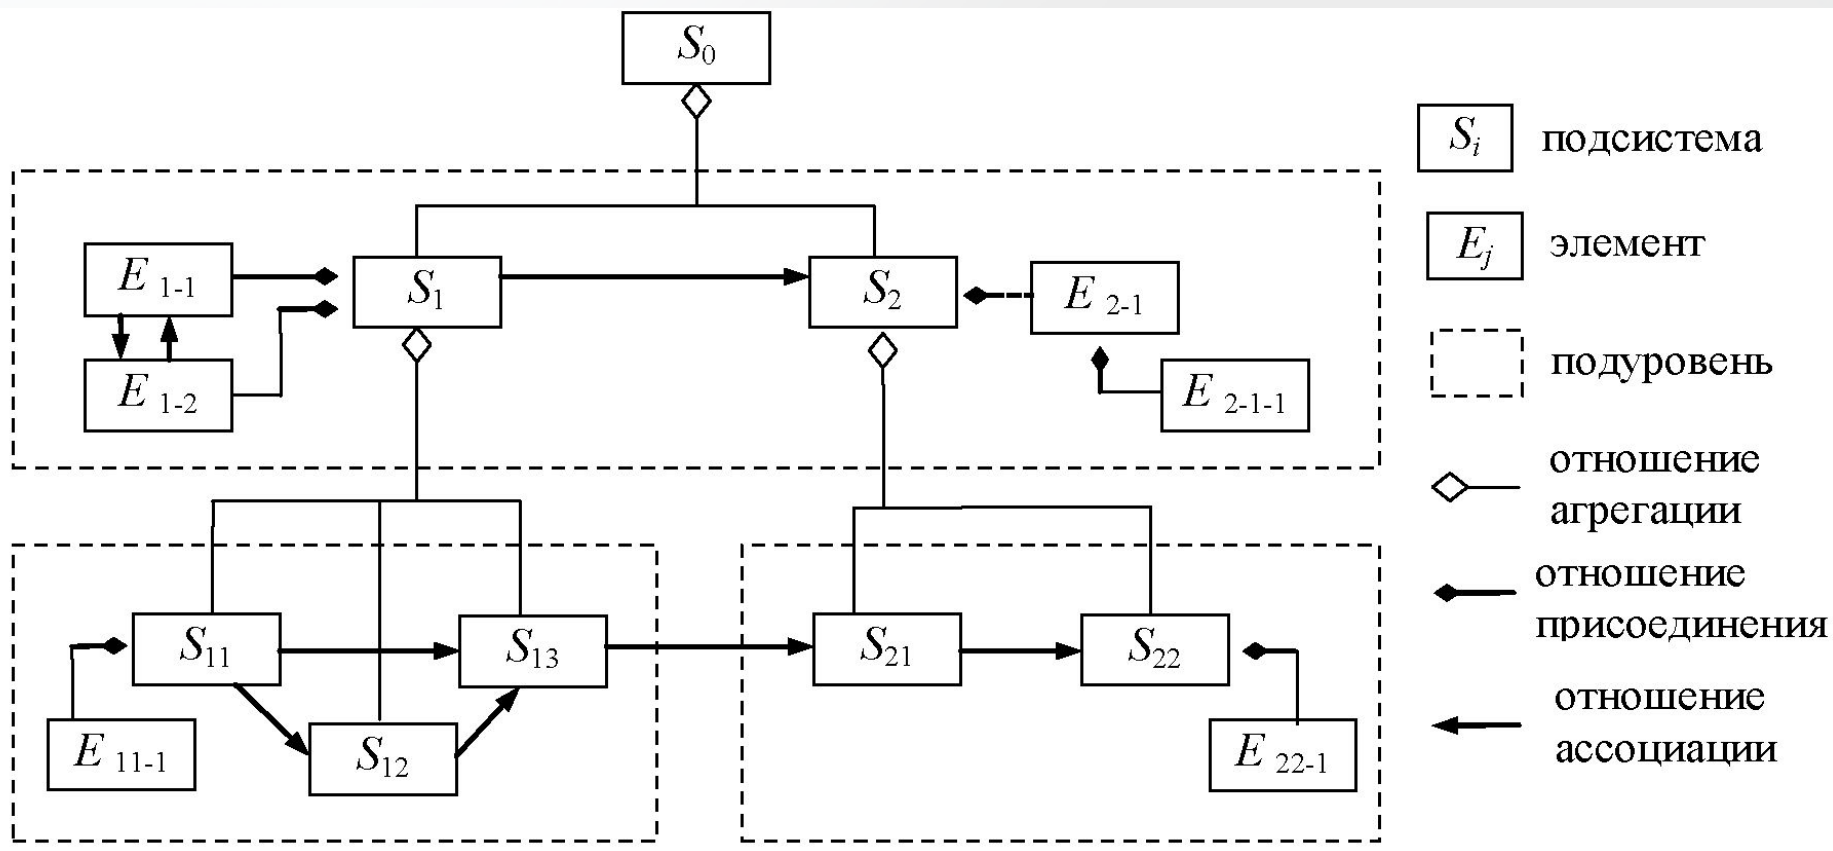 S0
S1
S2
E 1-1
E 1-2
E 2-1
E 2-1-1
S11
S12
S13
S21
S22
E 11-1
E 22-1
Si
подсистема
Ej
элемент
подуровень
отношение
агрегации
отношение
присоединения
отношение
ассоциации